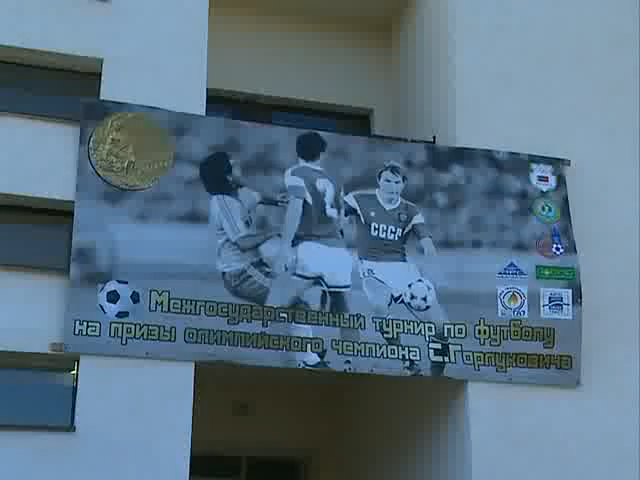 СССР
Межгосударственный турнир по футболу
на призы олимпийского чемпиона С.Горлуковича